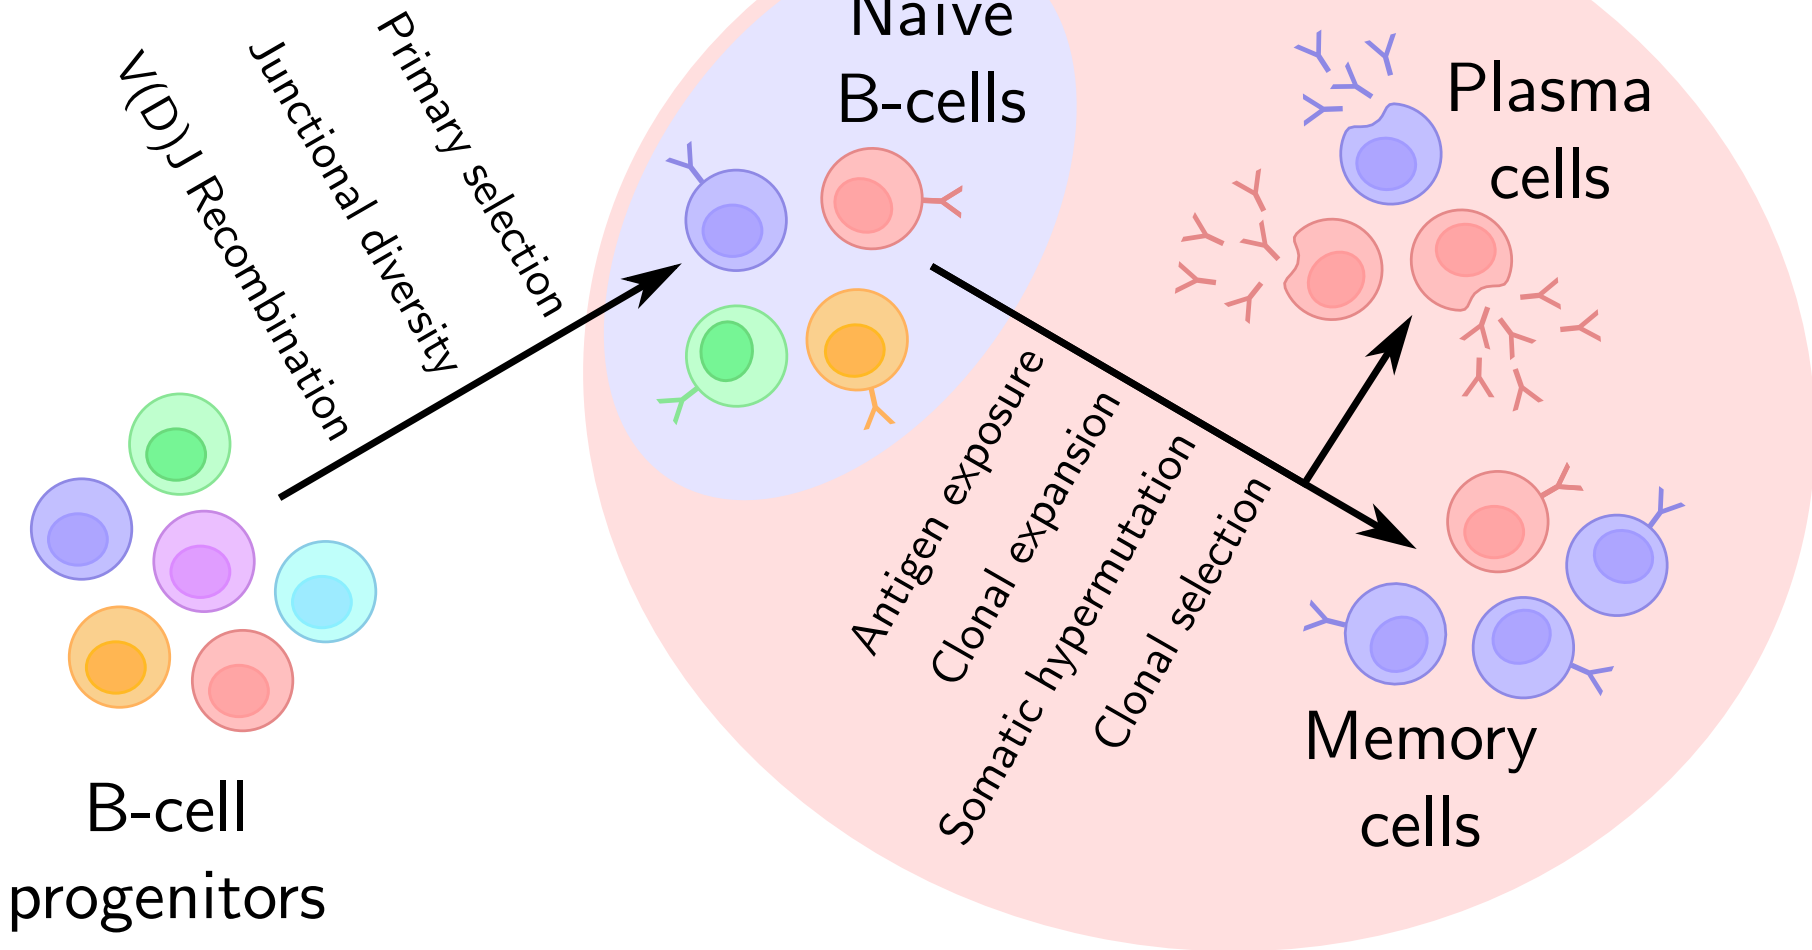 V(D)J Recombination
Junctional diversity
Primary selection
Naïve
B-cells
Plasma
cells
Antigen exposure
Clonal expansion
Somatic hypermutation
Clonal selection
Memory
cells
B-cell
progenitors